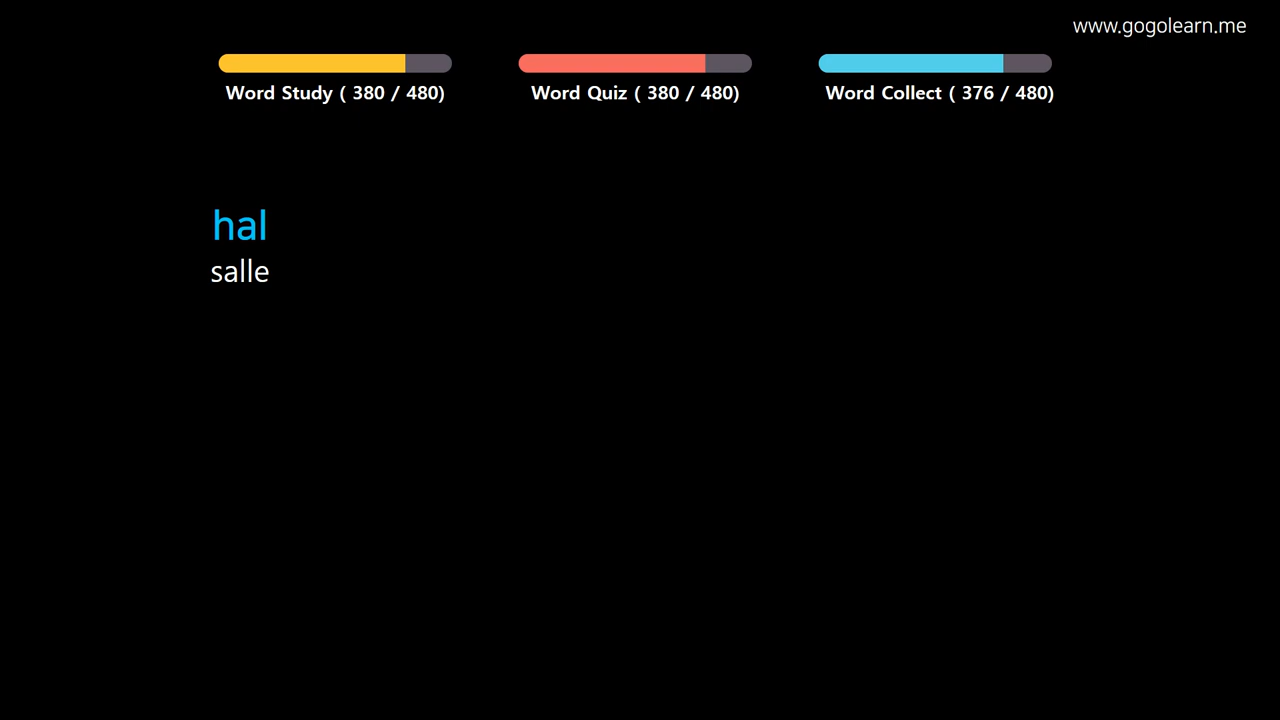 www.gogolearn.me
Word Study ( 380 / 480)
Word Quiz ( 380 / 480)
Word Collect ( 376 / 480)
hal
salle